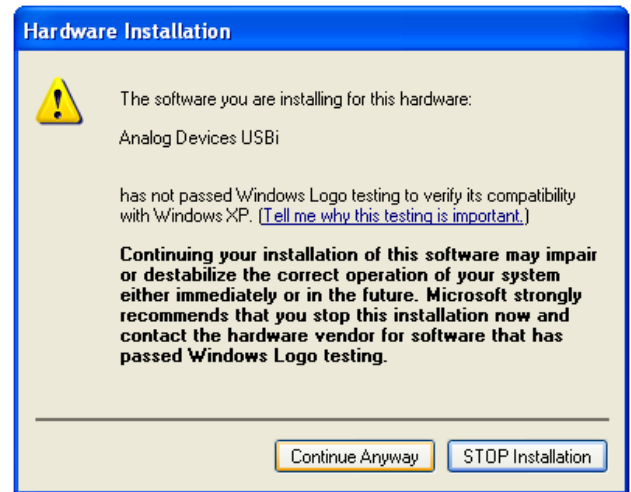 Hardware Installation
The software you are installing for this hardware:
Analog Devices USBi
has not passed Windows Logo testing to verify its compatibility
with Windows XP. (Tell me why this testing is important.)
Continuing your installation of this software may impair
or destabilize the correct operation of your system
either immediately or in the future. Microsoft strongly
recommends that you stop this installation now and
contact the hardware vendor for software that has
passed Windows Logo testing.
Continue Anyway
STOP Installation